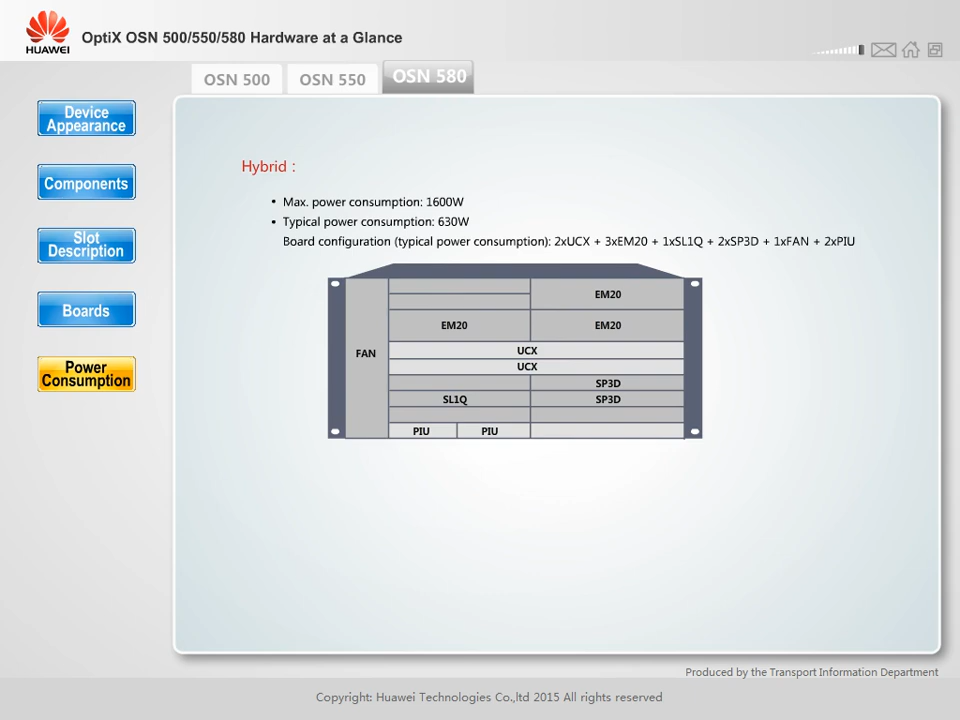 HUAWEI
OptiX OSN 500/550/580 Hardware at a Glance
OSN 500
OSN 550
OSN 580
Device
Appearance
Components
Slot
Description
Boards
Power
Consumption
Hybrid :
• Max. power consumption: 1600W
• Typical power consumption: 630W
Board configuration (typical power consumption): 2xUCX + 3xEM20 + 1xSL1Q + 2xSP3D + 1xFAN + 2xPIU
EM20
EM20 EM20
FAN
UCX
UCX
SP3D
SL1Q SP3D
PIU PIU
Produced by the Transport Information Department
Copyright: Huawei Technologies Co.,ltd 2015 All rights reserved